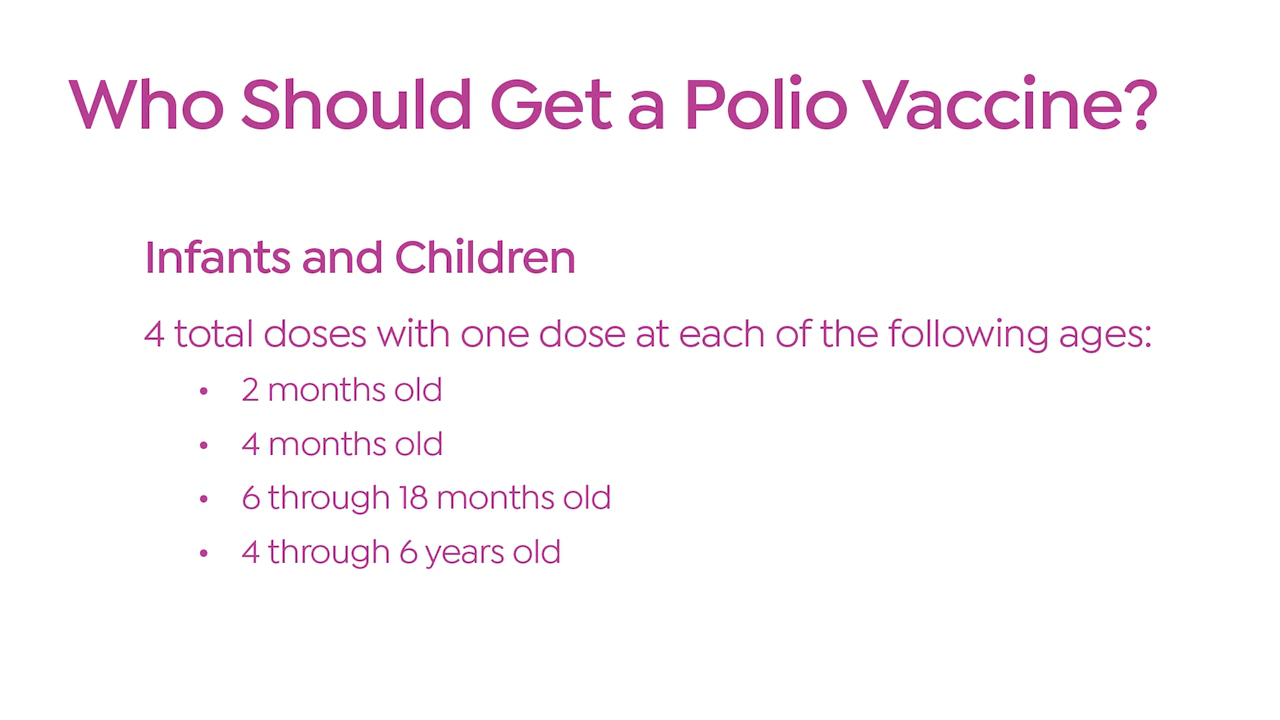 Who Should Get a Polio Vaccine?
Infants and Children
4 total doses with one dose at each of the following ages:
• 2 months old
• 4 months old
• 6 through 18 months old
• 4 through 6 years old